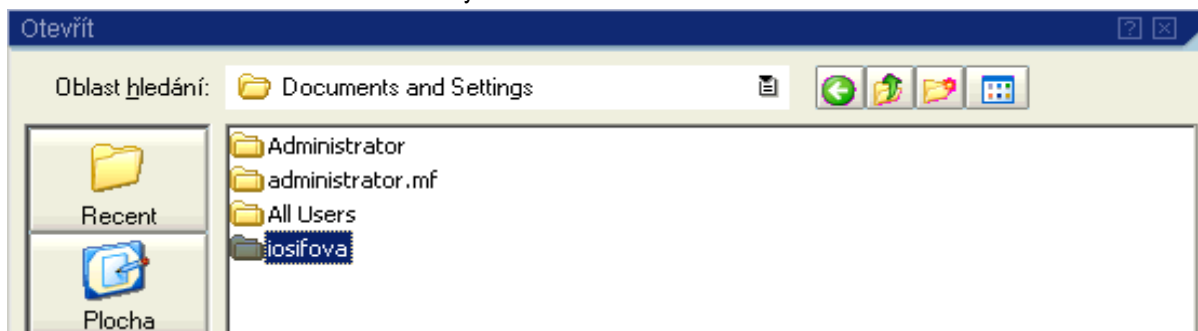 Otevřít
Oblast hledání: Documents and Settings
Administrator
administrator.mf
All Users
iosifova
Recent
Plocha